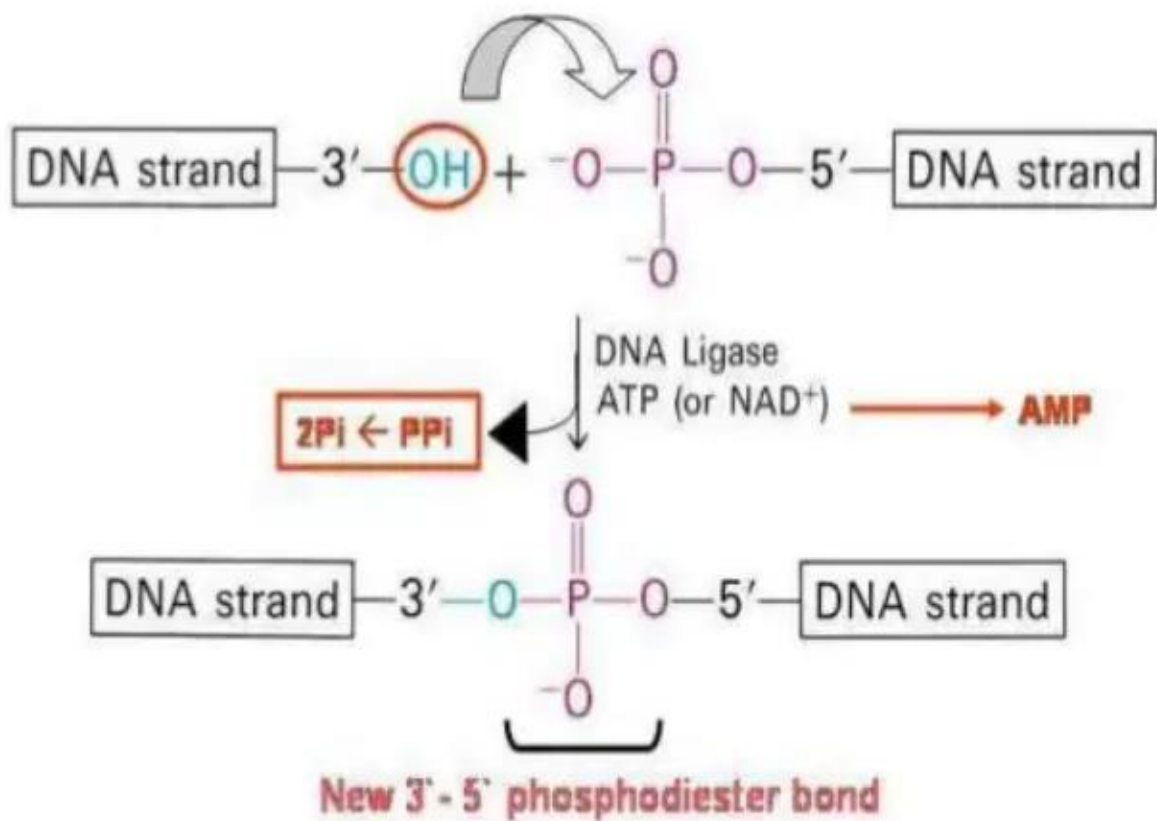 O
DNA strand—3′—OH + ⁻O—P—O—5′—DNA strand
⁻O
DNA Ligase
ATP (or NAD⁺) → AMP
2Pi ← PPi
O
DNA strand—3′—O—P—O—5′—DNA strand
⁻O
New 3` - 5` phosphodiester bond